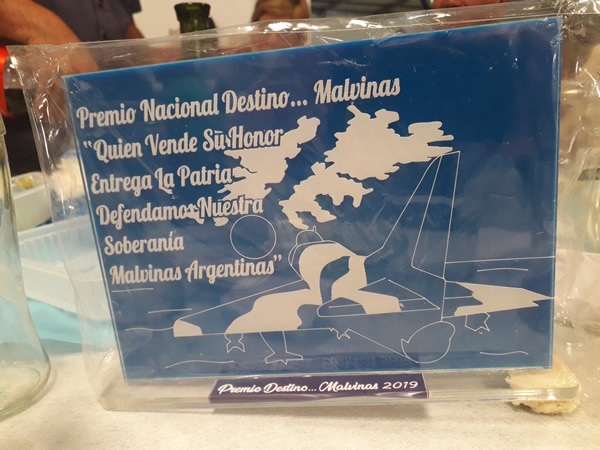 Premio Nacional Destino... Malvinas
"Quien Vende Su Honor
Entrega La Patria
Defendamos Nuestra
Soberanía
Malvinas Argentinas"
Premio Destino... Malvinas 2019